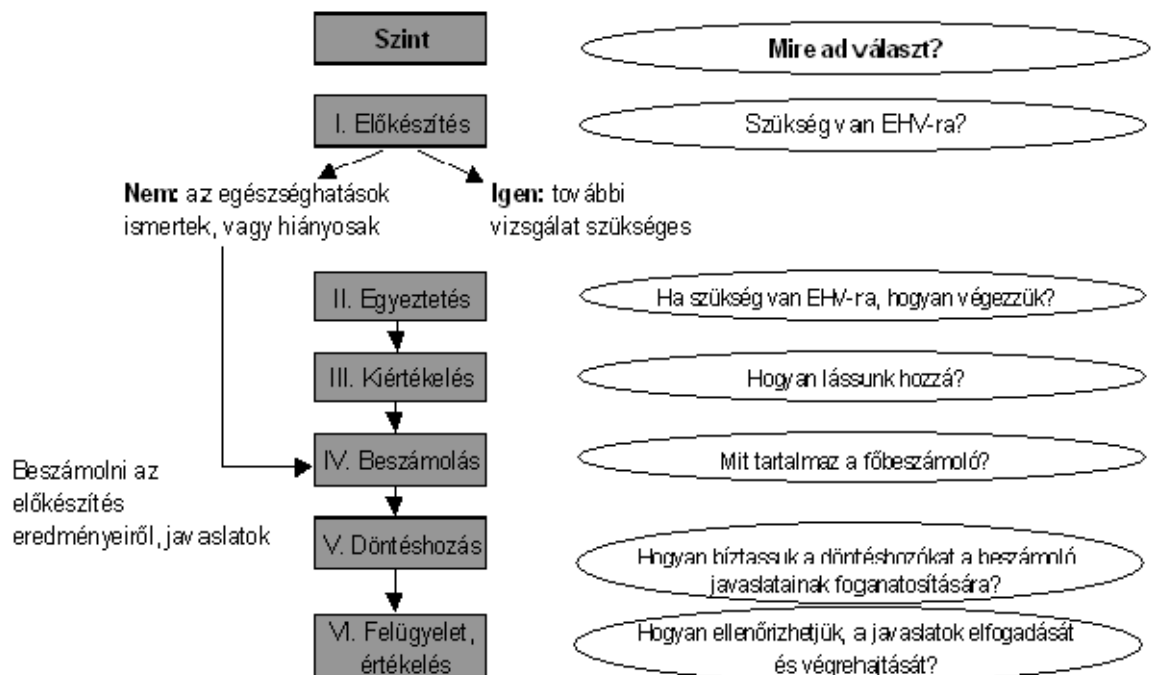 Szint
Mire ad választ?
I. Előkészítés
Szükség van EHV-ra?
Nem: az egészséghatások
ismertek, vagy hiányosak
Igen: további
vizsgálat szükséges
II. Egyeztetés
Ha szükség van EHV-ra, hogyan végezzük?
III. Kiértékelés
Hogyan lássunk hozzá?
IV. Beszámolás
Mit tartalmaz a főbeszámoló?
Beszámolni az
előkészítés
eredményeiről, javaslatok
V. Döntéshozás
Hogyan bíztassuk a döntéshozókat a beszámoló
javaslatainak foganatosítására?
VI. Felügyelet,
értékelés
Hogyan ellenőrizhetjük, a javaslatok elfogadását
és végrehajtását?